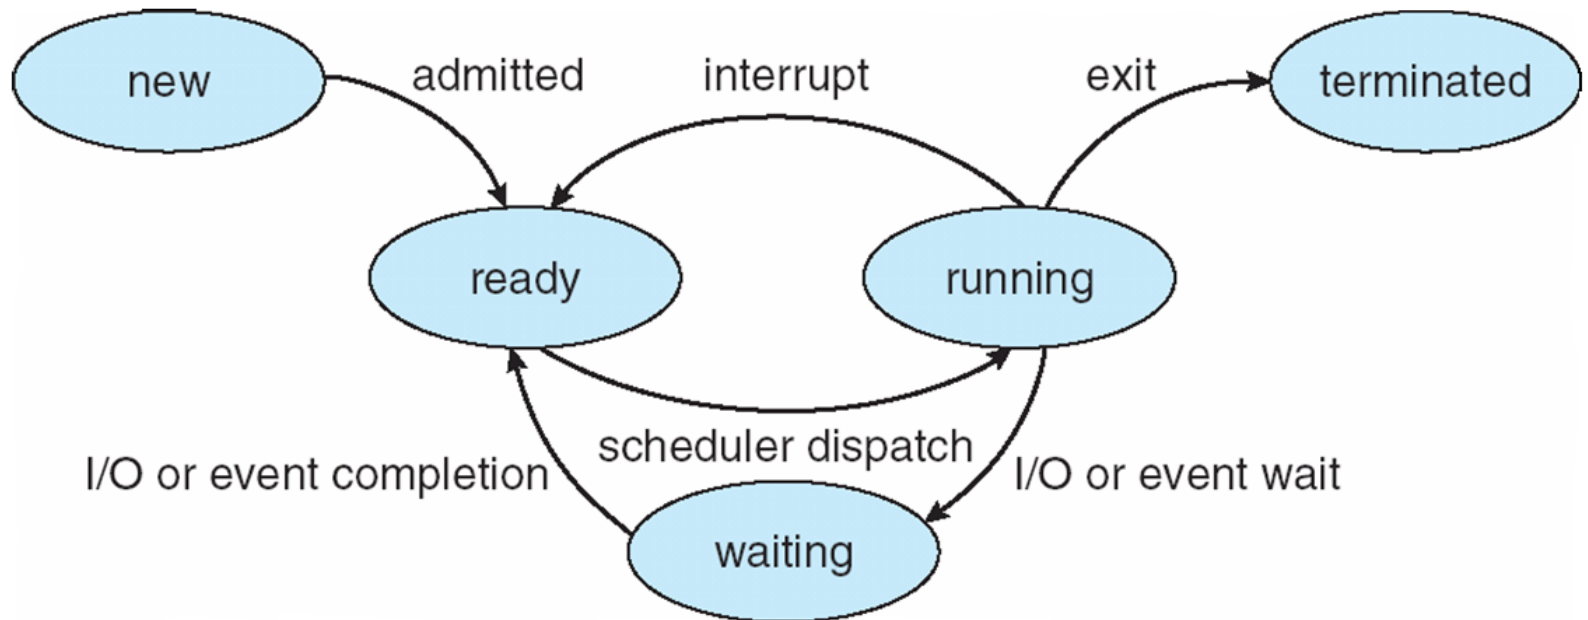 new
admitted
interrupt
exit
terminated
ready
running
scheduler dispatch
I/O or event completion
I/O or event wait
waiting